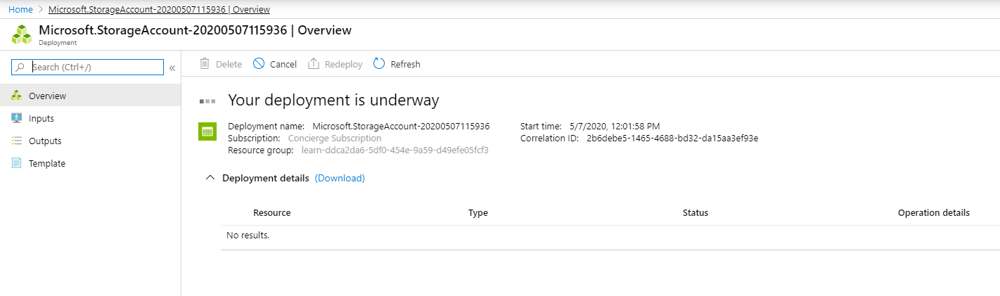 Home > Microsoft.StorageAccount-20200507115936 | Overview
Microsoft.StorageAccount-20200507115936 | Overview
Deployment
Search (Ctrl+/)
«
Delete Cancel Redeploy Refresh
Overview
Inputs
Outputs
Template
Your deployment is underway
Deployment name: Microsoft.StorageAccount-20200507115936
Subscription: Concierge Subscription
Resource group: learn-ddca2da6-5df0-454e-9a59-d49efe05fcf3
Start time: 5/7/2020, 12:01:58 PM
Correlation ID: 2b6debe5-1465-4688-bd32-da15aa3ef93e
Deployment details (Download)
Resource Type Status Operation details
No results.